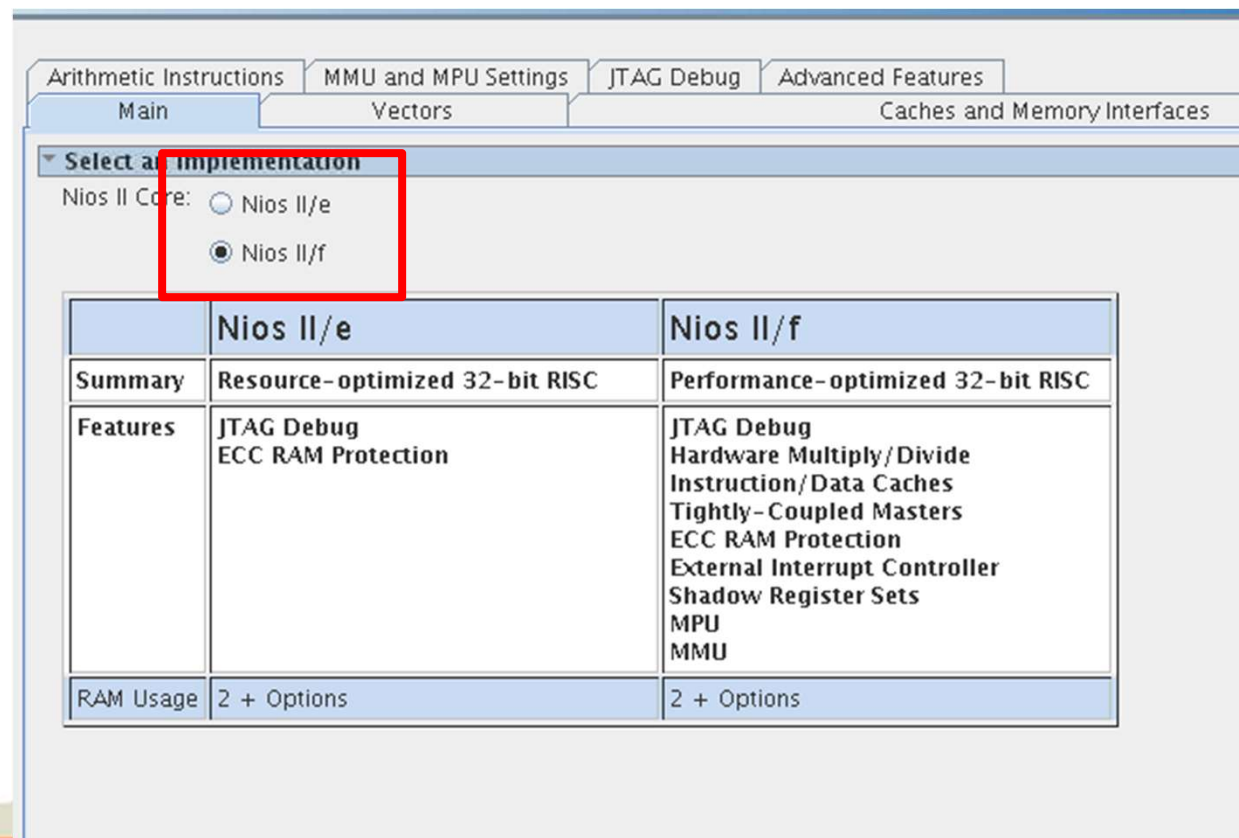 Arithmetic Instructions MMU and MPU Settings JTAG Debug Advanced Features
Main Vectors Caches and Memory Interfaces
Select an Implementation
Nios II Core: Nios II/e
Nios II/f
Nios II/e Nios II/f
Summary Resource-optimized 32-bit RISC Performance-optimized 32-bit RISC
Features JTAG Debug JTAG Debug
ECC RAM Protection Hardware Multiply/Divide
Instruction/Data Caches
Tightly-Coupled Masters
ECC RAM Protection
External Interrupt Controller
Shadow Register Sets
MPU
MMU
RAM Usage 2 + Options 2 + Options